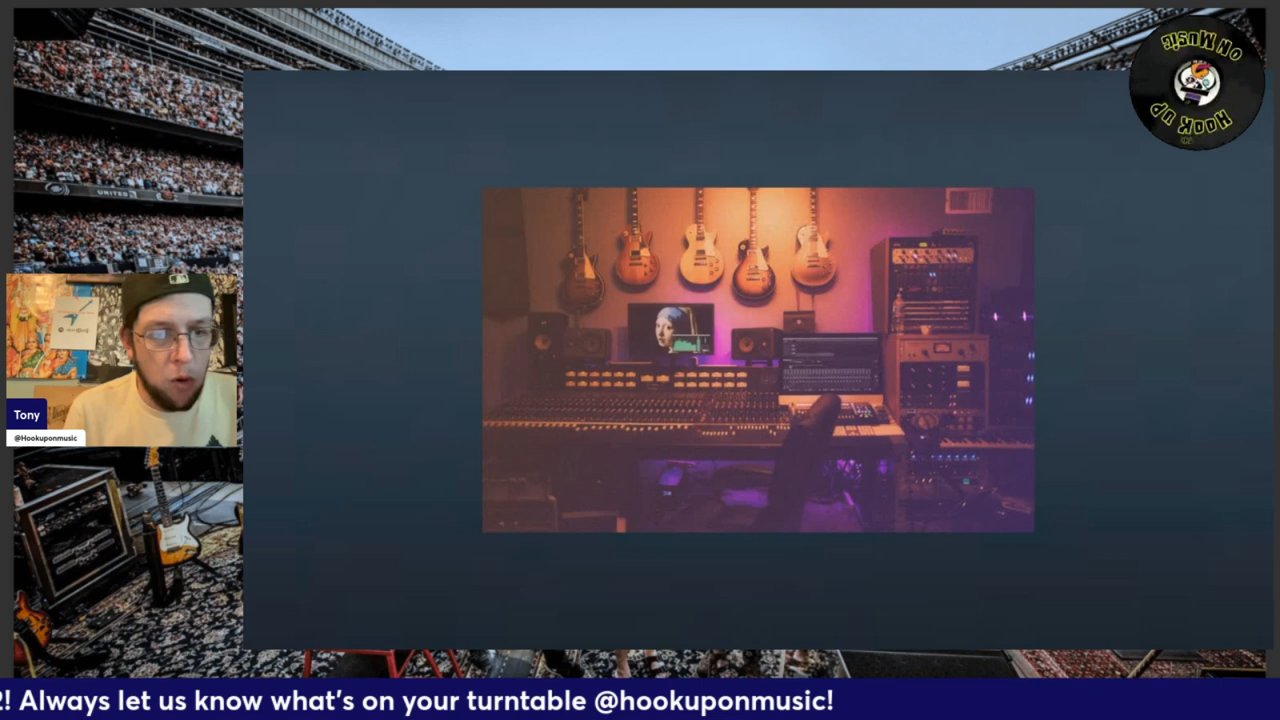 ON MUSIC
HOOK UP
UNITED
Tony
@Hookuponmusic
2! Always let us know what's on your turntable @hookuponmusic!